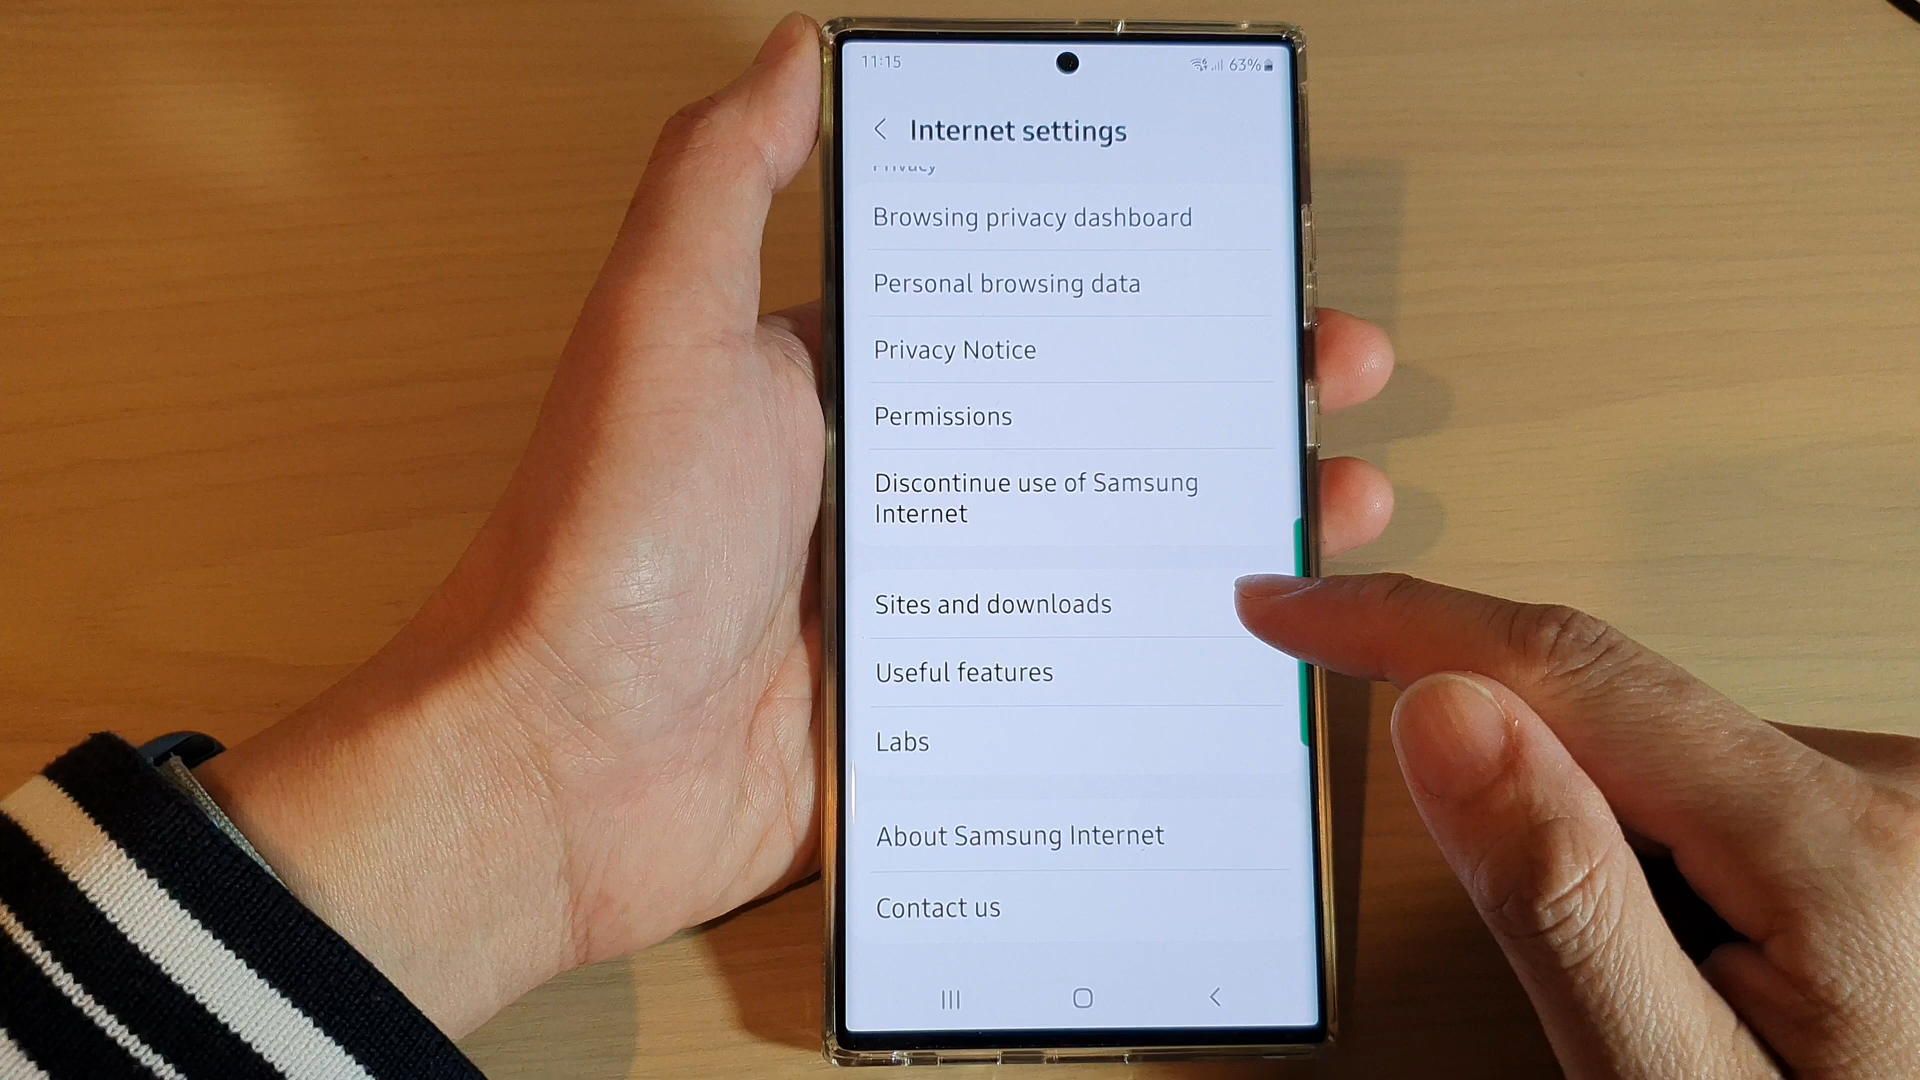 11:15
63%
Internet settings
Privacy
Browsing privacy dashboard
Personal browsing data
Privacy Notice
Permissions
Discontinue use of Samsung
Internet
Sites and downloads
Useful features
Labs
About Samsung Internet
Contact us